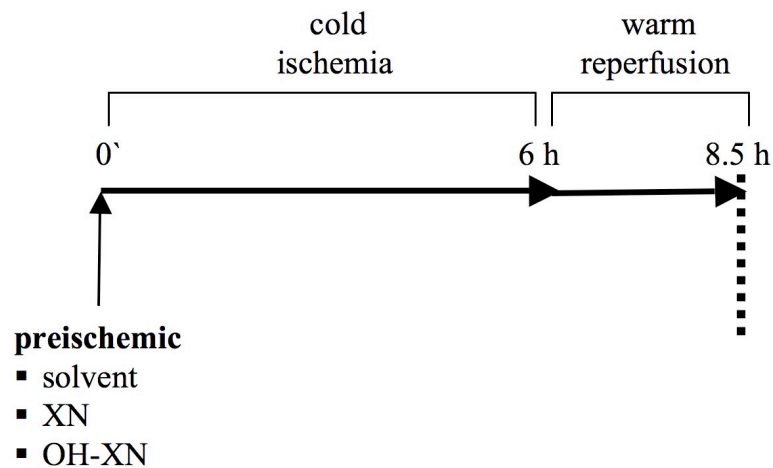 cold
ischemia
warm
reperfusion
0`
6 h
8.5 h
preischemic
▪ solvent
▪ XN
▪ OH-XN